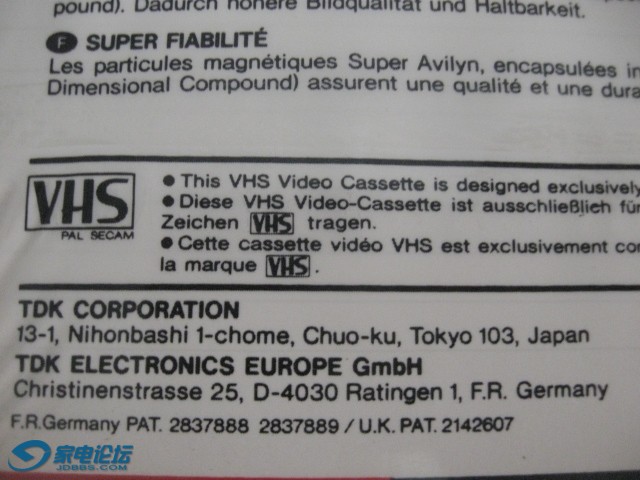 pound). Dadurch höhere Bildqualität und Haltbarkeit.
F SUPER FIABILITÉ
Les particules magnétiques Super Avilyn, encapsulées
Dimensional Compound) assurent une qualité et une
VHS
PAL SECAM
● This VHS Video Cassette is designed exclusively
● Diese VHS Video-Cassette ist ausschließlich für
Zeichen VHS tragen.
● Cette cassette vidéo VHS est exclusivement
la marque VHS.
TDK CORPORATION
13-1, Nihonbashi 1-chome, Chuo-ku, Tokyo 103, Japan
TDK ELECTRONICS EUROPE GmbH
Christinenstrasse 25, D-4030 Ratingen 1, F.R. Germany
F.R.Germany PAT. 2837888 2837889 / U.K. PAT. 2142607
家电论坛
JDBBS.COM